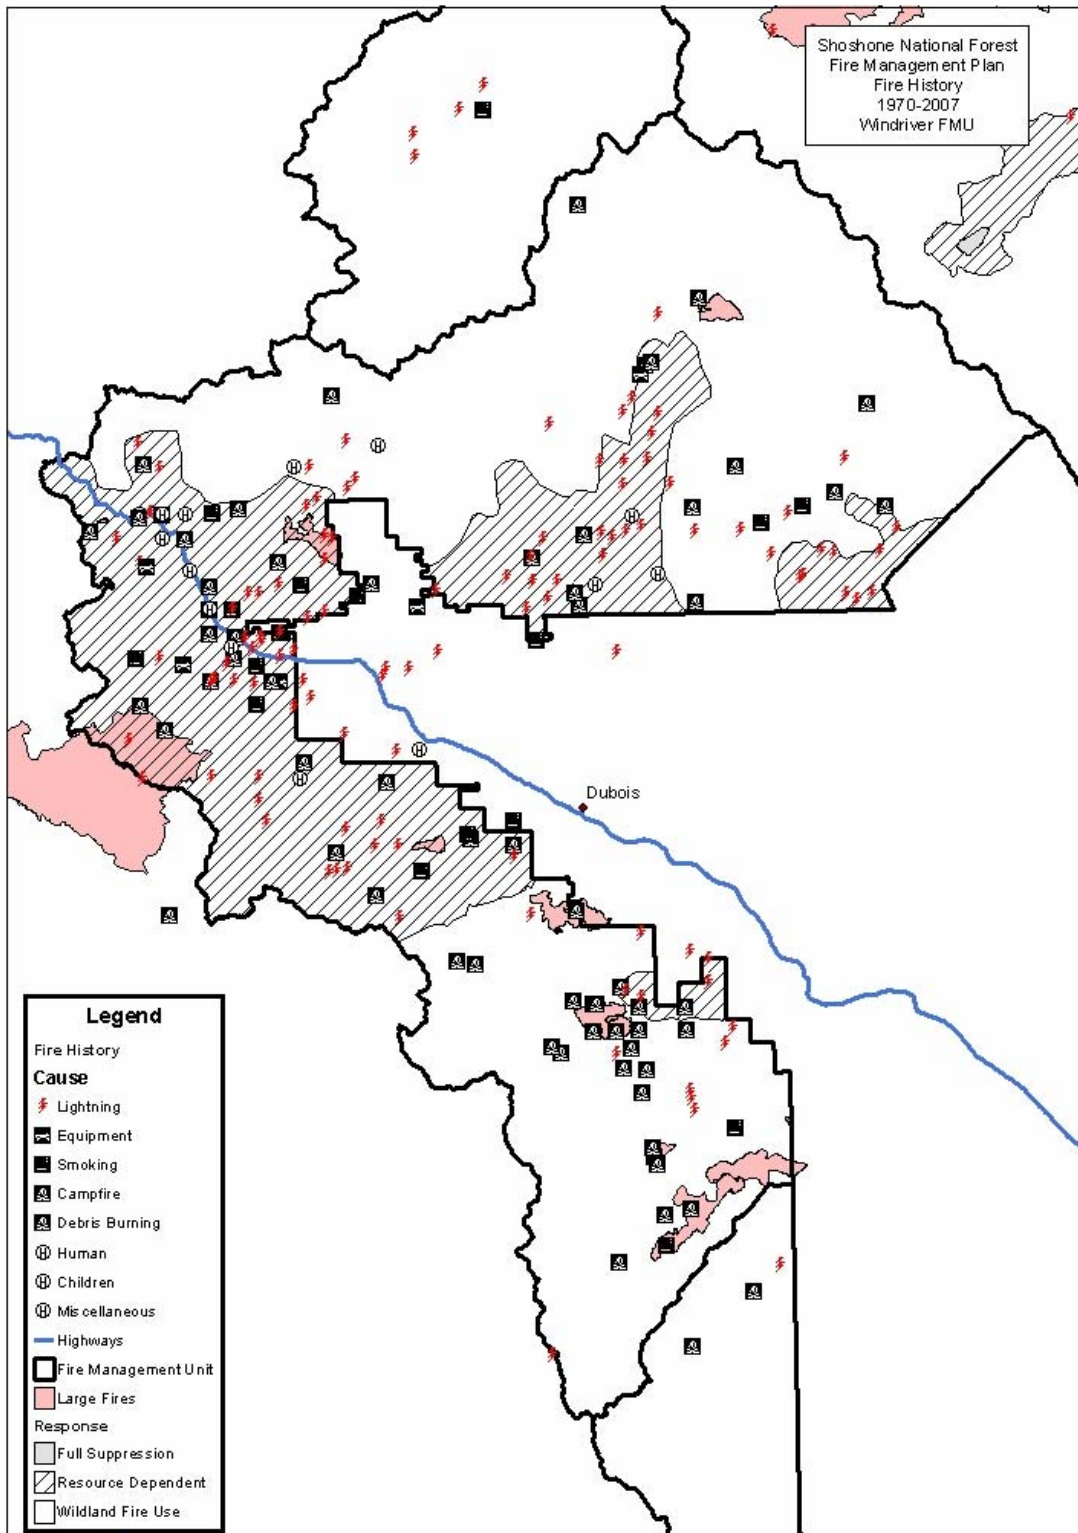 Shoshone National Forest
Fire Management Plan
Fire History
1970-2007
Windriver FMU
Dubois
Legend
Fire History
Cause
Lightning
Equipment
Smoking
Campfire
Debris Burning
Human
Children
Miscellaneous
Highways
Fire Management Unit
Large Fires
Response
Full Suppression
Resource Dependent
Wildland Fire Use